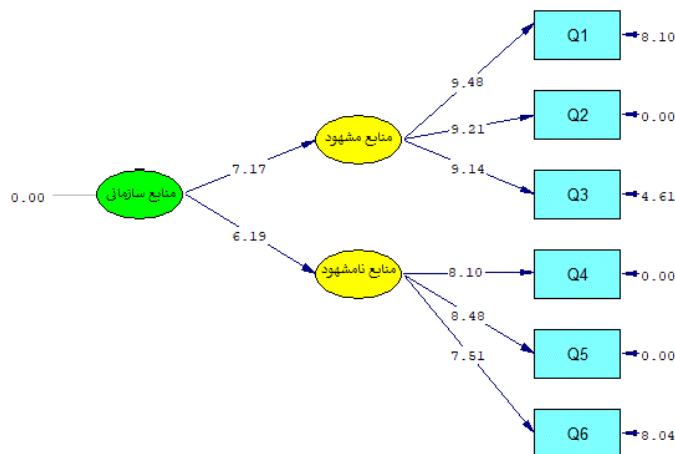 Q1
8.10
9.48
منابع مشهود
9.21
Q2
0.00
7.17
9.14
0.00
منابع سازمانی
Q3
4.61
6.19
منابع نامشهود
8.10
Q4
0.00
8.48
7.51
Q5
0.00
Q6
8.04